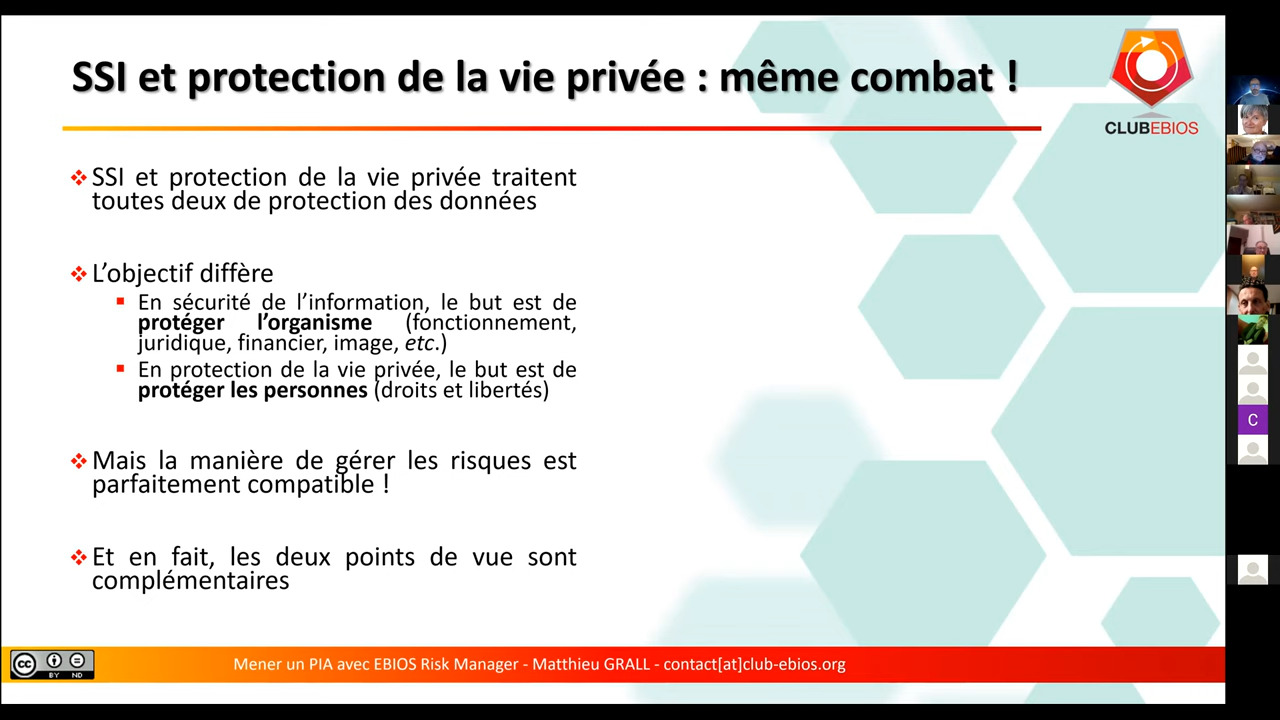 SSI et protection de la vie privée : même combat !
CLUBEBIOS
❖ SSI et protection de la vie privée traitent
toutes deux de protection des données
❖ L’objectif diffère
▪ En sécurité de l’information, le but est de
protéger l’organisme (fonctionnement,
juridique, financier, image, etc.)
▪ En protection de la vie privée, le but est de
protéger les personnes (droits et libertés)
❖ Mais la manière de gérer les risques est
parfaitement compatible !
❖ Et en fait, les deux points de vue sont
complémentaires
C
cc
BY ND
Mener un PIA avec EBIOS Risk Manager - Matthieu GRALL - contact[at]club-ebios.org